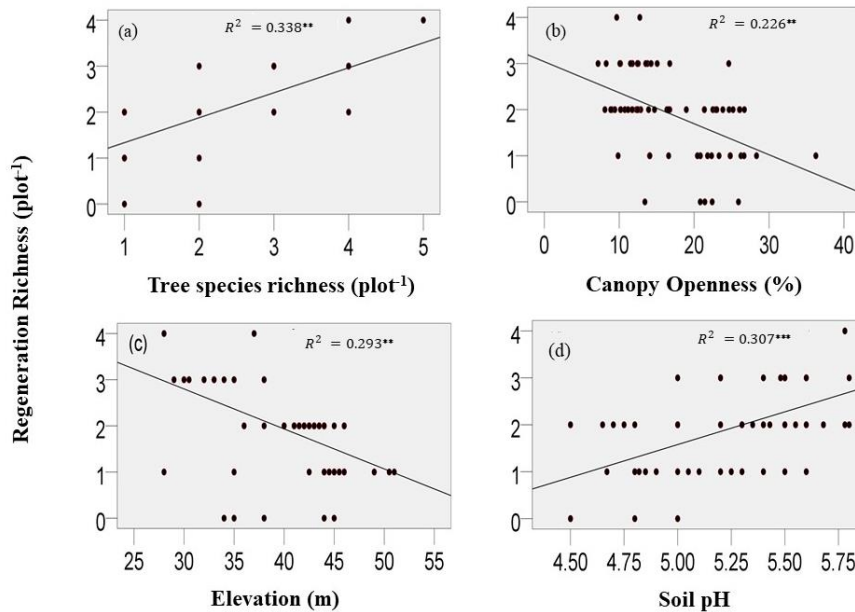 (a)
R² = 0.338**
4
3
2
1
0
1 2 3 4 5
Tree species richness (plot⁻¹)
(b)
R² = 0.226**
4
3
2
1
0
0 10 20 30 40
Canopy Openness (%)
Regeneration Richness (plot⁻¹)
(c)
R² = 0.293**
4
3
2
1
0
25 30 35 40 45 50 55
Elevation (m)
(d)
R² = 0.307***
4
3
2
1
0
4.50 4.75 5.00 5.25 5.50 5.75
Soil pH